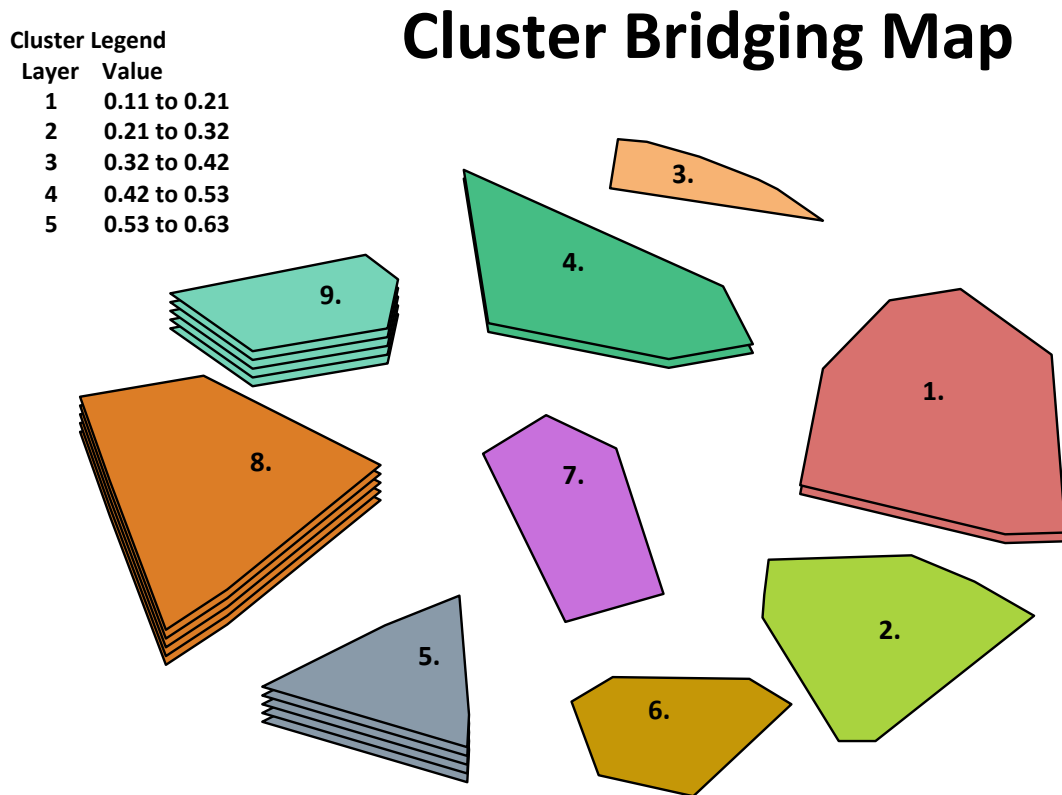 Cluster Bridging Map
Cluster Legend
Layer Value
1 0.11 to 0.21
2 0.21 to 0.32
3 0.32 to 0.42
4 0.42 to 0.53
5 0.53 to 0.63
3.
4.
9.
1.
8.
7.
2.
5.
6.